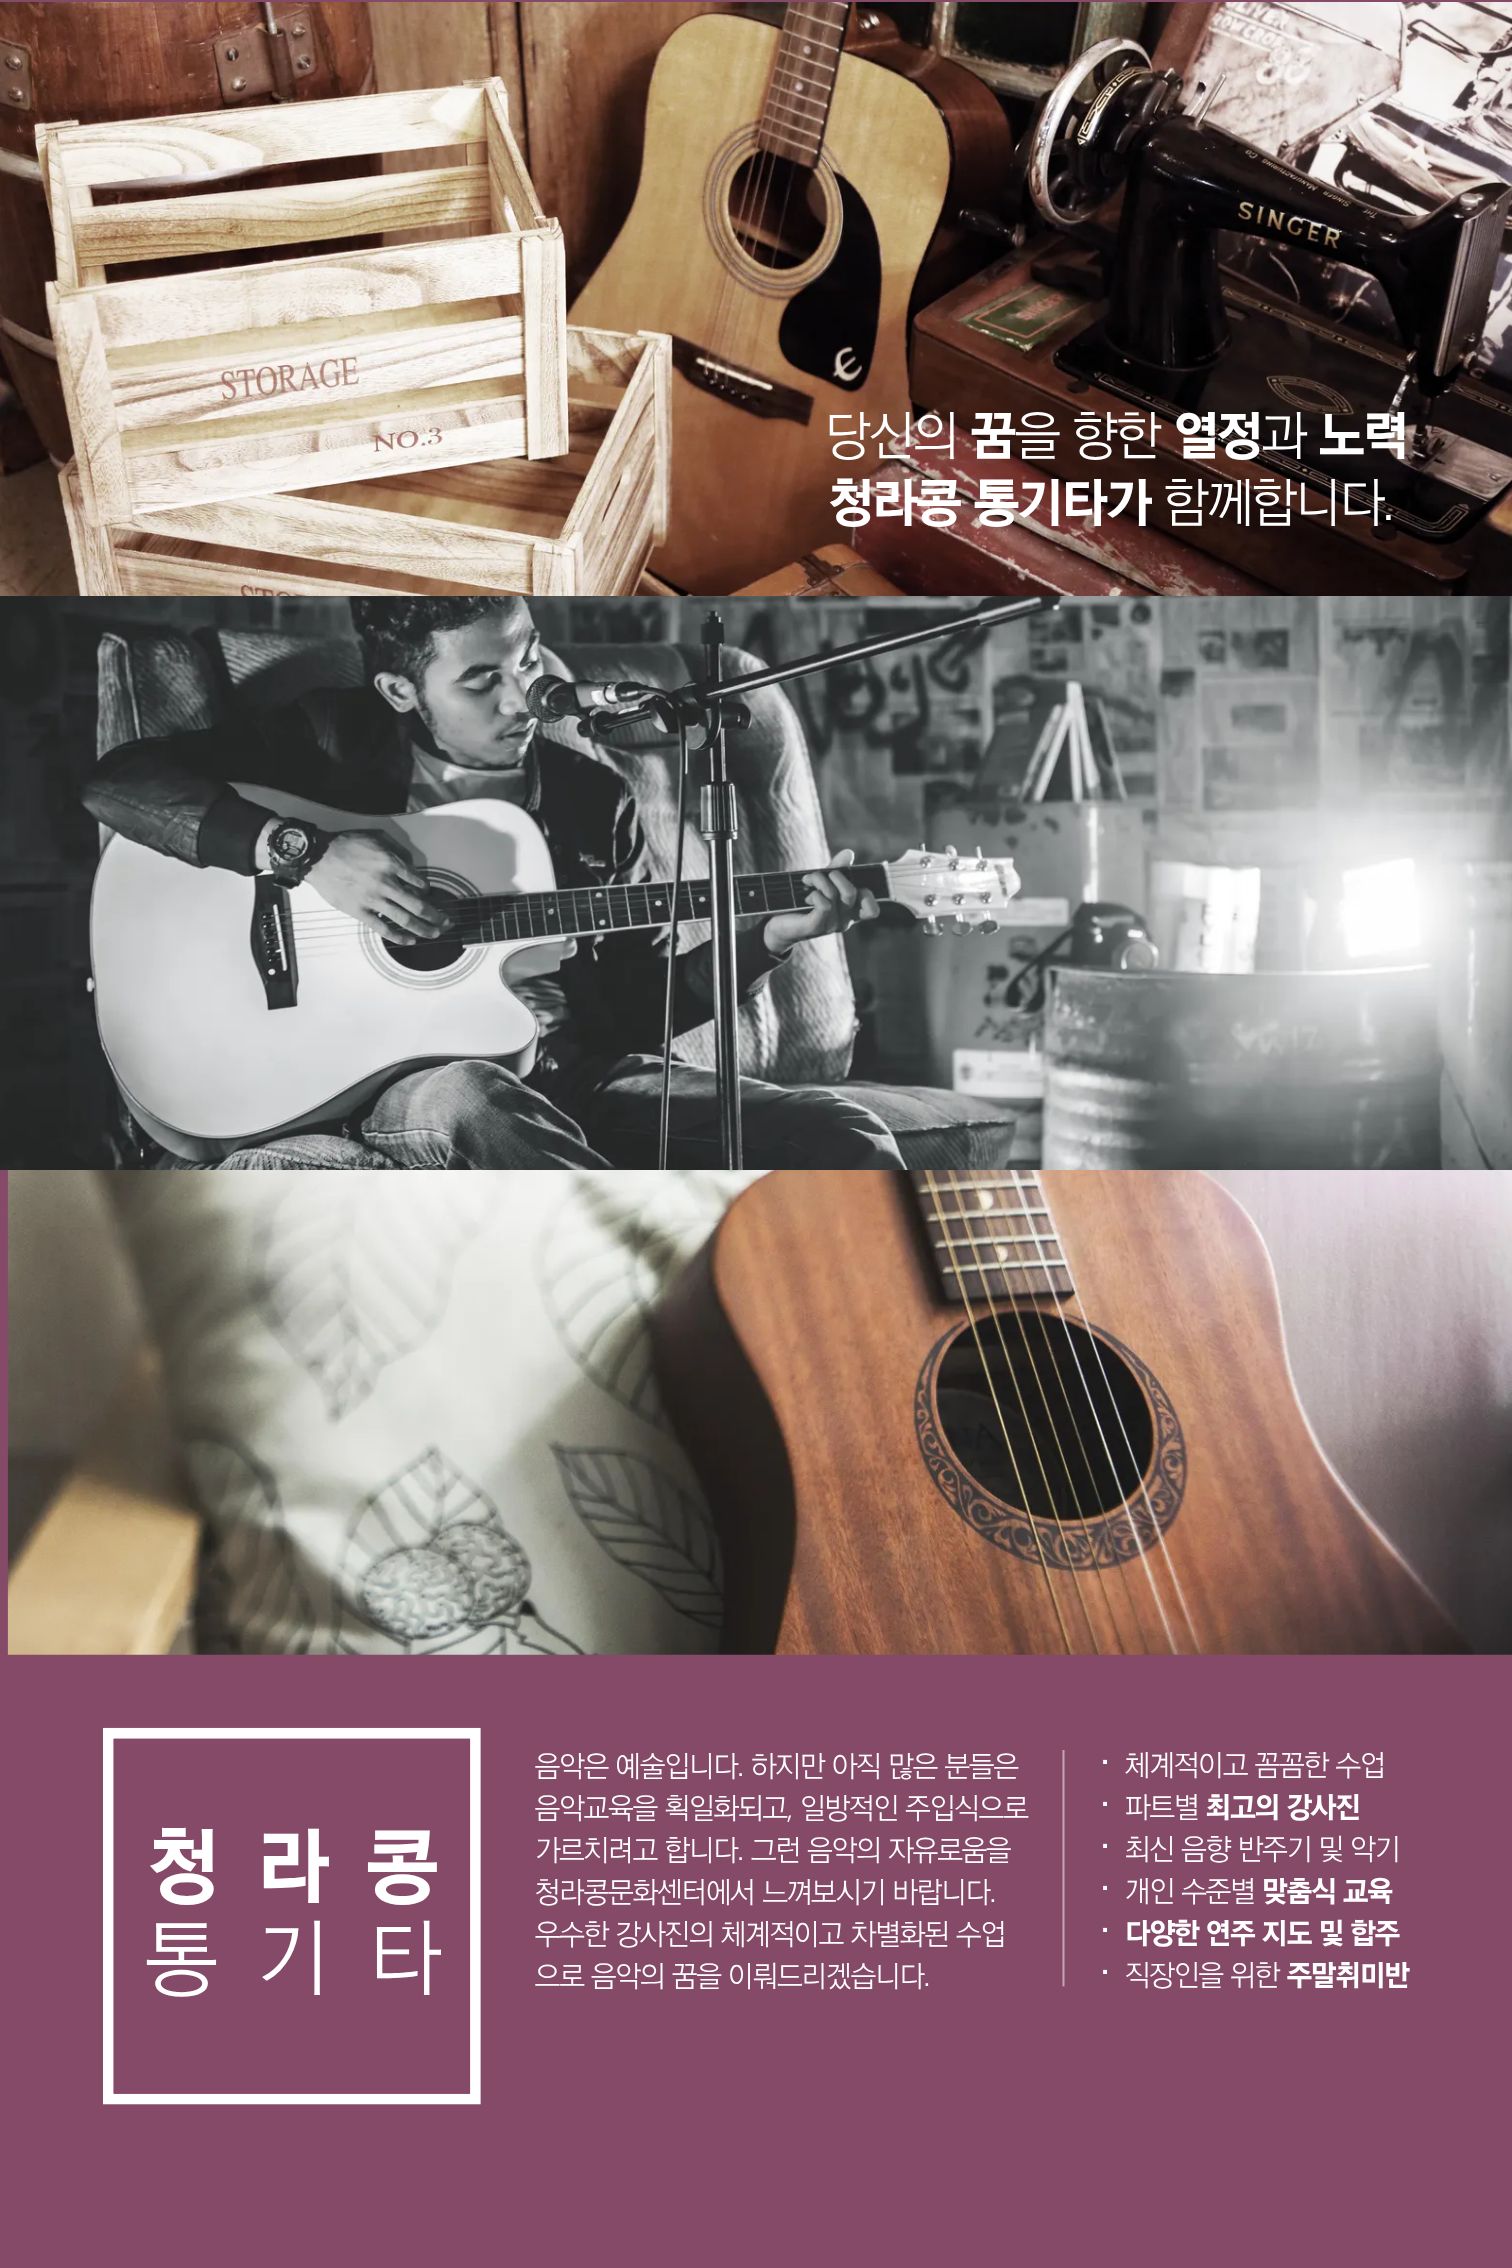 SINGER
THE SINGER MANUFACTURING CO
STORAGE
NO.3
당신의 꿈을 향한 열정과 노력
청라콩 통기타가 함께합니다.
청 라 콩
통 기 타
음악은 예술입니다. 하지만 아직 많은 분들은
음악교육을 획일화되고, 일방적인 주입식으로
가르치려고 합니다. 그런 음악의 자유로움을
청라콩문화센터에서 느껴보시기 바랍니다.
우수한 강사진의 체계적이고 차별화된 수업
으로 음악의 꿈을 이뤄드리겠습니다.
· 체계적이고 꼼꼼한 수업
· 파트별 최고의 강사진
· 최신 음향 반주기 및 악기
· 개인 수준별 맞춤식 교육
· 다양한 연주 지도 및 합주
· 직장인을 위한 주말취미반